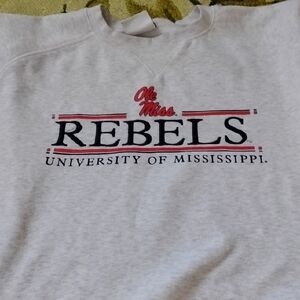 Ole
Miss
REBELS
UNIVERSITY OF MISSISSIPPI.